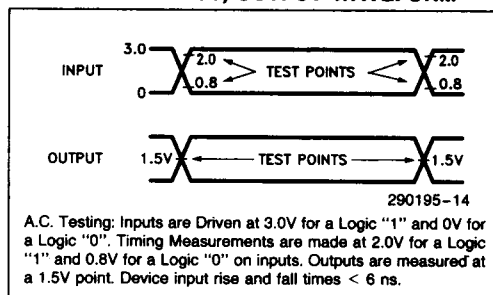 3.0
INPUT
2.0
TEST POINTS
2.0
0.8
0.8
0
OUTPUT
1.5V
TEST POINTS
1.5V
290195-14
A.C. Testing: Inputs are Driven at 3.0V for a Logic "1" and 0V for
a Logic "0". Timing Measurements are made at 2.0V for a Logic
"1" and 0.8V for a Logic "0" on inputs. Outputs are measured at
a 1.5V point. Device input rise and fall times < 6 ns.